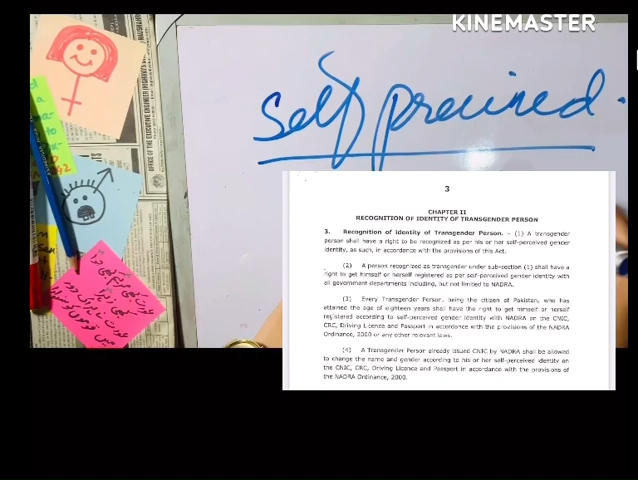 KINEMASTER
Self precined.
3
CHAPTER II
RECOGNITION OF IDENTITY OF TRANSGENDER PERSON
3. Recognition of Identity of Transgender Person. – (1) A transgender
person shall have a right to be recognized as per his or her self-perceived gender
identity, as such, in accordance with the provisions of this Act.
(2) A person recognized as transgender under sub-section (1) shall have a
right to get himself or herself registered as per self-perceived gender identity with
all government departments including, but not limited to NADRA.
(3) Every Transgender Person, being the citizen of Pakistan, who has
attained the age of eighteen years shall have the right to get himself or herself
registered according to self-perceived gender identity with NADRA on the CNIC,
CRC, Driving Licence and Passport in accordance with the provisions of the NADRA
Ordinance, 2000 or any other relevant laws.
(4) A Transgender Person already issued CNIC by NADRA shall be allowed
to change the name and gender according to his or her self-perceived identity on
the CNIC, CRC, Driving Licence and Passport in accordance with the provisions of
the NADRA Ordinance, 2000.